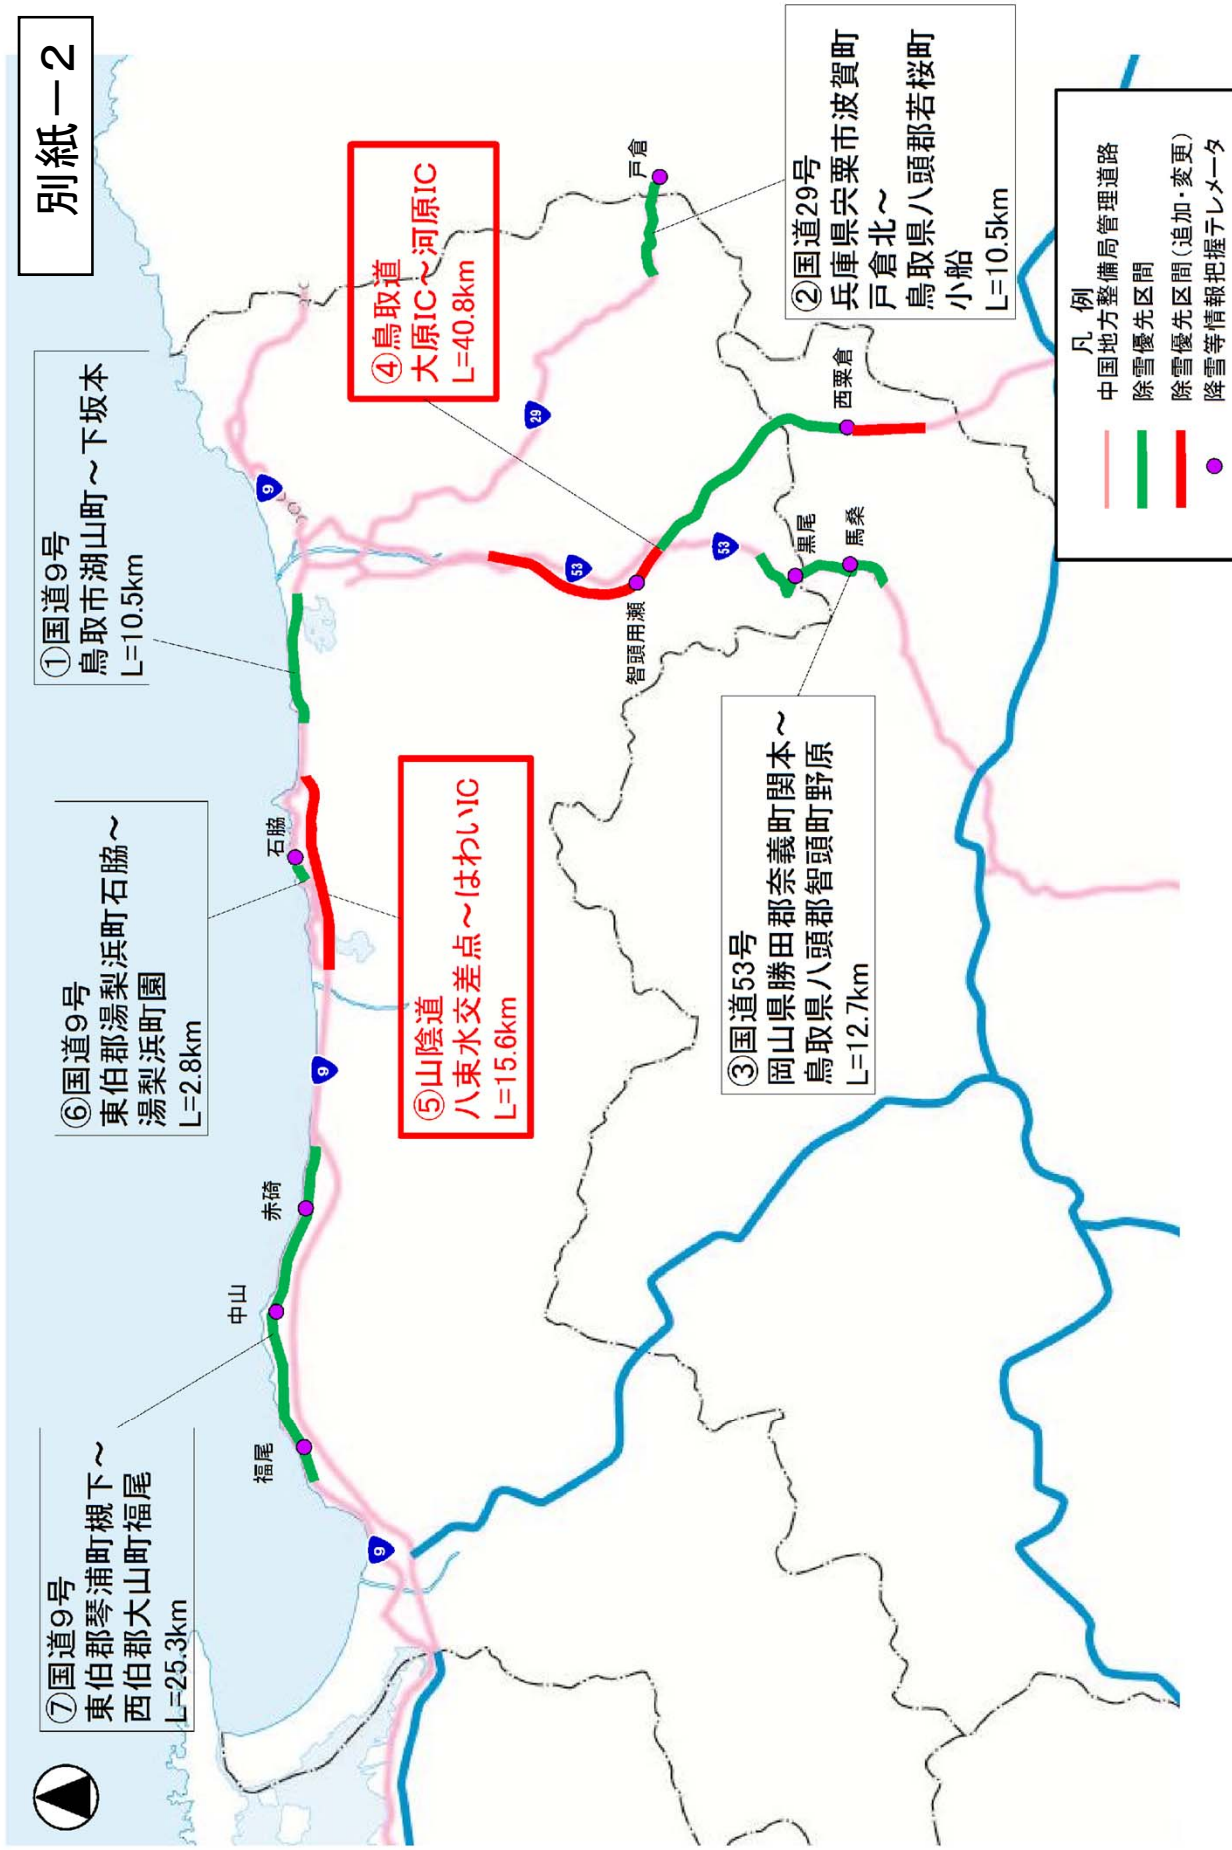 別紙－2
①国道9号
鳥取市湖山町～下坂本
L=10.5km
⑥国道9号
東伯郡湯梨浜町石脇～
湯梨浜町園
L=2.8km
⑦国道9号
東伯郡琴浦町槻下～
西伯郡大山町福尾
L=25.3km
④鳥取道
大原IC～河原IC
L=40.8km
⑤山陰道
八束水交差点～はわいIC
L=15.6km
②国道29号
兵庫県宍粟市波賀町
戸倉北～
鳥取県八頭郡若桜町
小船
L=10.5km
③国道53号
岡山県勝田郡奈義町関本～
鳥取県八頭郡智頭町野原
L=12.7km
福尾
中山
赤碕
石脇
智頭用瀬
黒尾
馬桑
西粟倉
戸倉
9
9
9
29
53
53
凡 例
中国地方整備局管理道路
除雪優先区間
除雪優先区間(追加・変更)
降雪等情報把握テレメータ